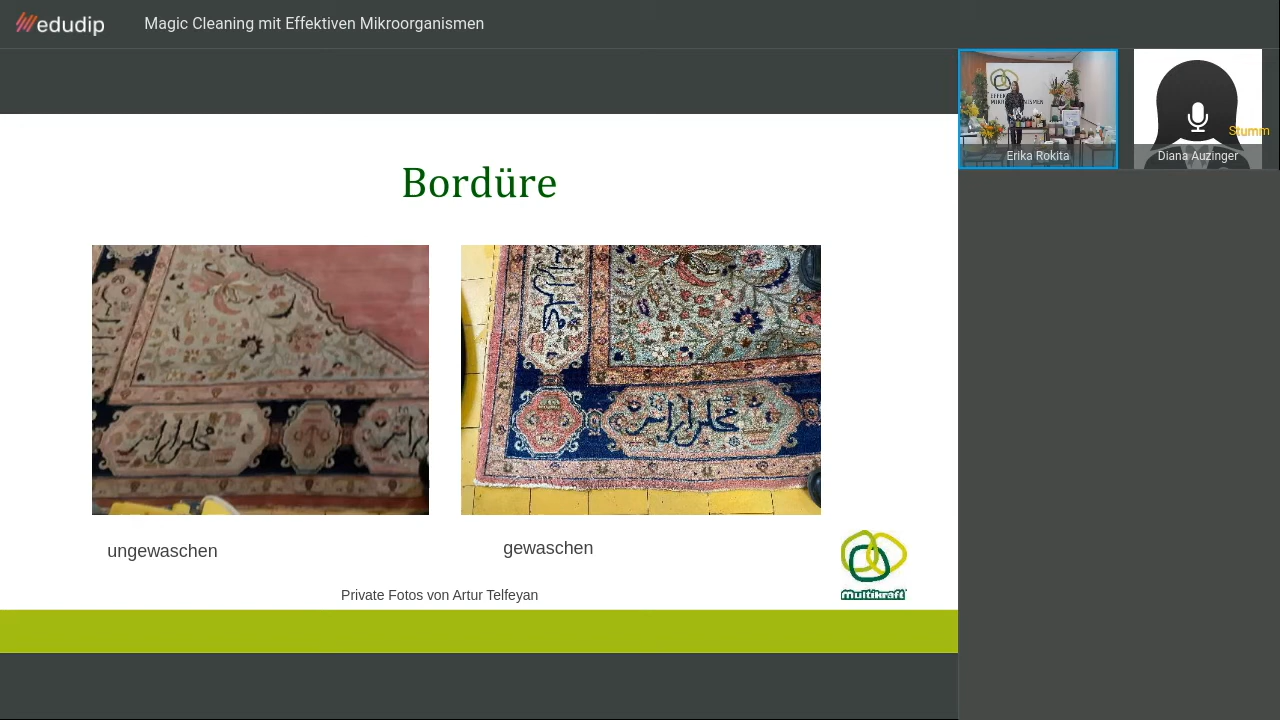 edudip
Magic Cleaning mit Effektiven Mikroorganismen
Erika Rokita
Stumm
Diana Auzinger
Bordüre
ungewaschen
gewaschen
Private Fotos von Artur Telfeyan
multikraft